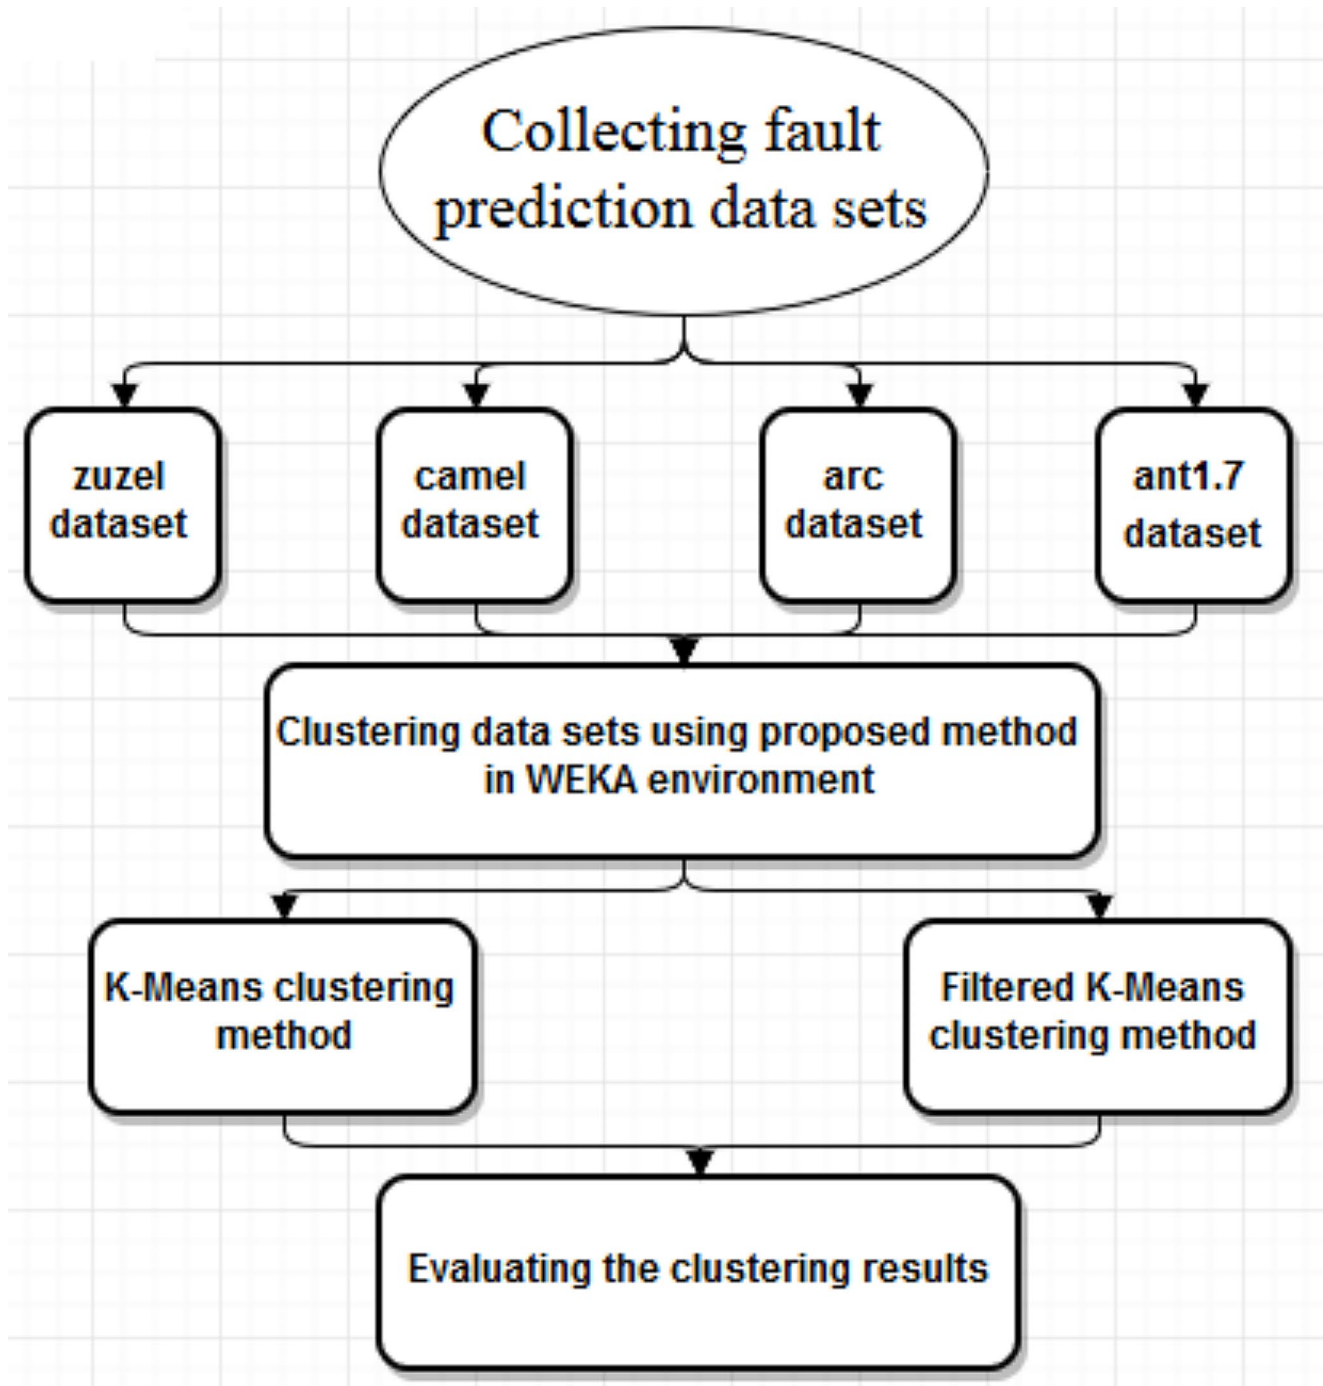 Collecting fault
prediction data sets
zuzel
dataset
camel
dataset
arc
dataset
ant1.7
dataset
Clustering data sets using proposed method
in WEKA environment
K-Means clustering
method
Filtered K-Means
clustering method
Evaluating the clustering results